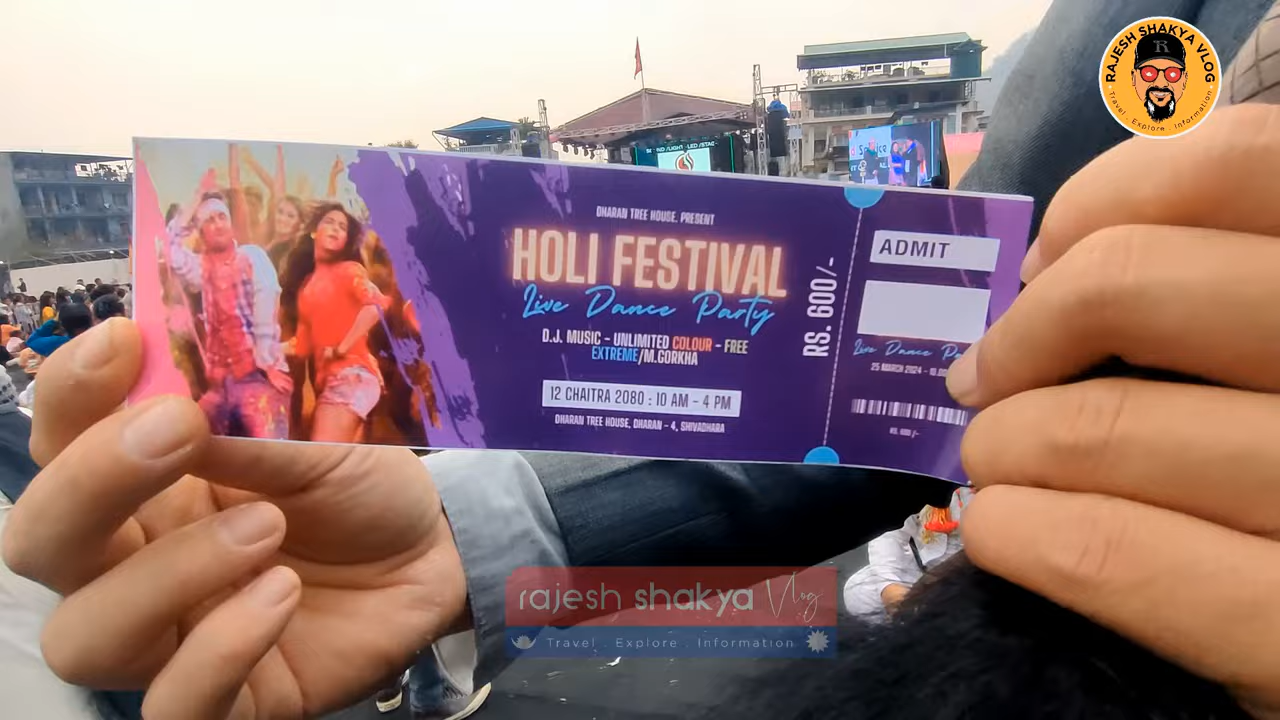 RAJESH SHAKYA VLOG
Travel . Explore . Information
DHARAN TREE HOUSE, PRESENT
HOLI FESTIVAL
Live Dance Party
D.J. MUSIC - UNLIMITED COLOUR - FREE
EXTREME/M.GORKHA
12 CHAITRA 2080 : 10 AM - 4 PM
DHARAN TREE HOUSE, DHARAN - 4, SHIVADHARA
RS. 600/-
ADMIT
Live Dance
25 MARCH 2024 -
RS. 600 /-
rajesh shakya Vlog
Travel . Explore . Information